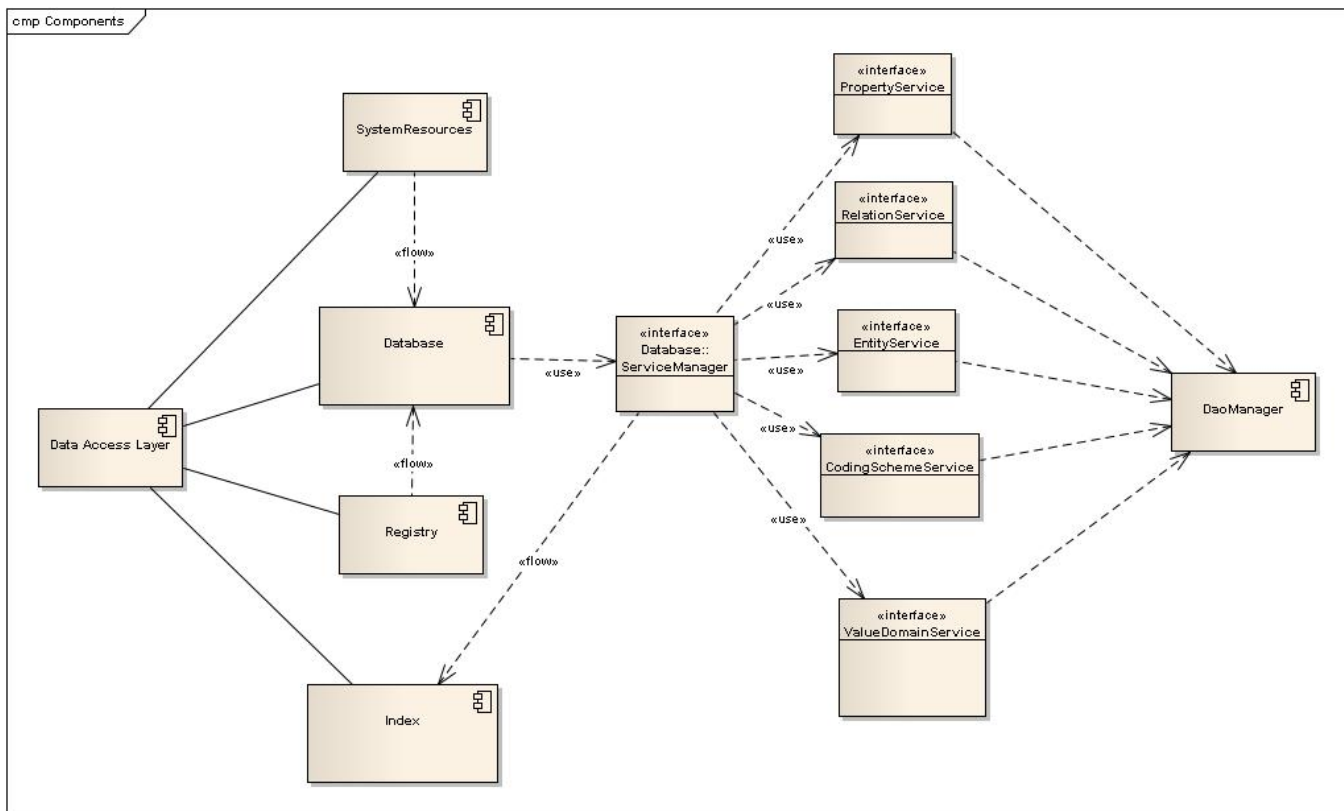 cmp Components
«interface»
PropertyService
SystemResources
«interface»
RelationService
«use»
«flow»
«use»
Database
«interface»
Database::
ServiceManager
«interface»
EntityService
«use»
«use»
DaoManager
Data Access Layer
«use»
«interface»
CodingSchemeService
«flow»
Registry
«use»
«flow»
«interface»
ValueDomainService
Index